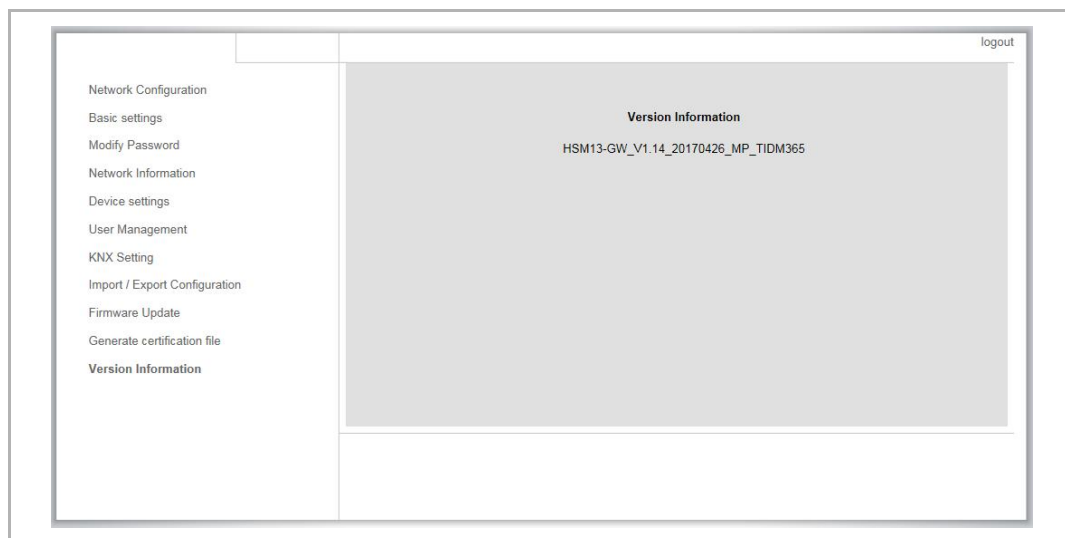 logout
Network Configuration
Basic settings
Modify Password
Network Information
Device settings
User Management
KNX Setting
Import / Export Configuration
Firmware Update
Generate certification file
Version Information
Version Information
HSM13-GW_V1.14_20170426_MP_TIDM365